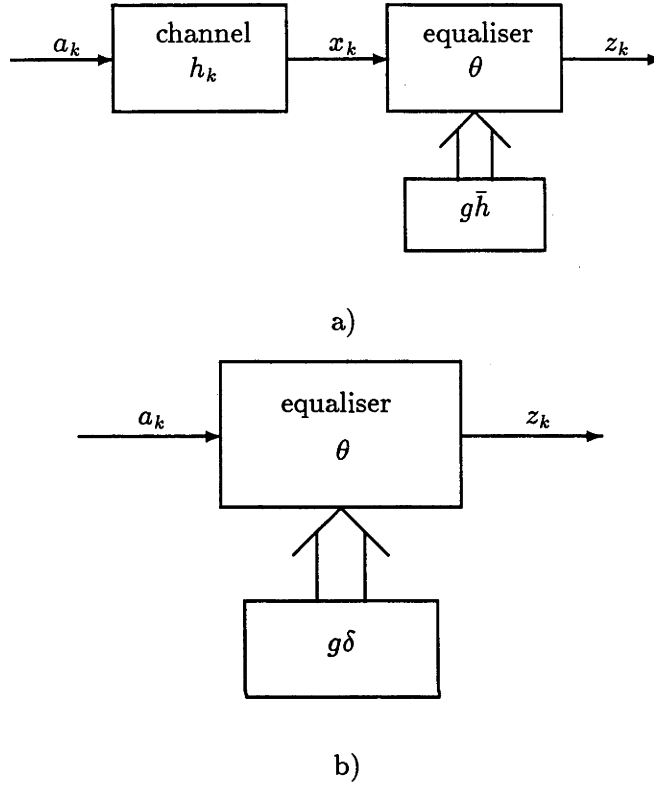 a_k
channel
h_k
x_k
equaliser
θ
z_k
gh̄
a)
a_k
equaliser
θ
z_k
gδ
b)